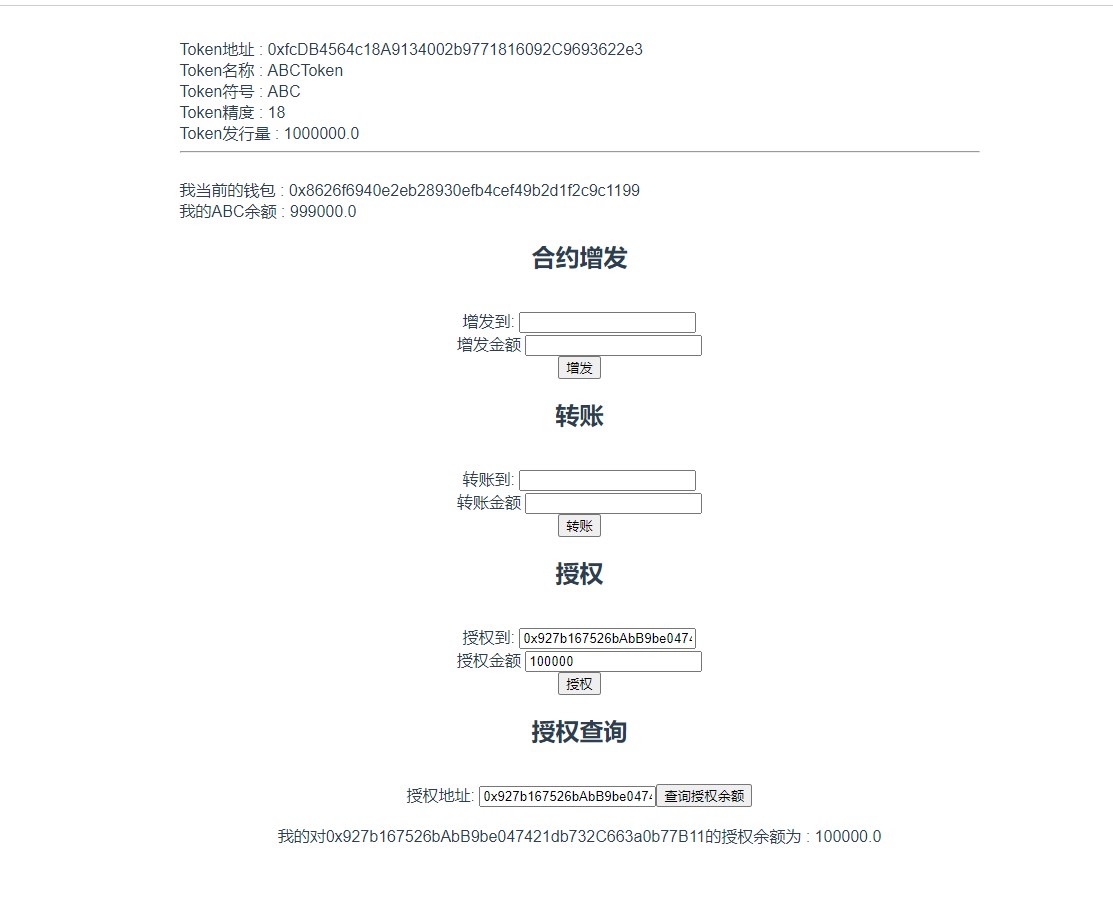 Token地址 : 0xfcDB4564c18A9134002b9771816092C9693622e3
Token名称 : ABCToken
Token符号 : ABC
Token精度 : 18
Token发行量 : 1000000.0
我当前的钱包 : 0x8626f6940e2eb28930efb4cef49b2d1f2c9c1199
我的ABC余额 : 999000.0
合约增发
增发到:
增发金额
增发
转账
转账到:
转账金额
转账
授权
授权到: 0x927b167526bAbB9be0474
授权金额 100000
授权
授权查询
授权地址: 0x927b167526bAbB9be0474 查询授权余额
我的对0x927b167526bAbB9be047421db732C663a0b77B11的授权余额为 : 100000.0